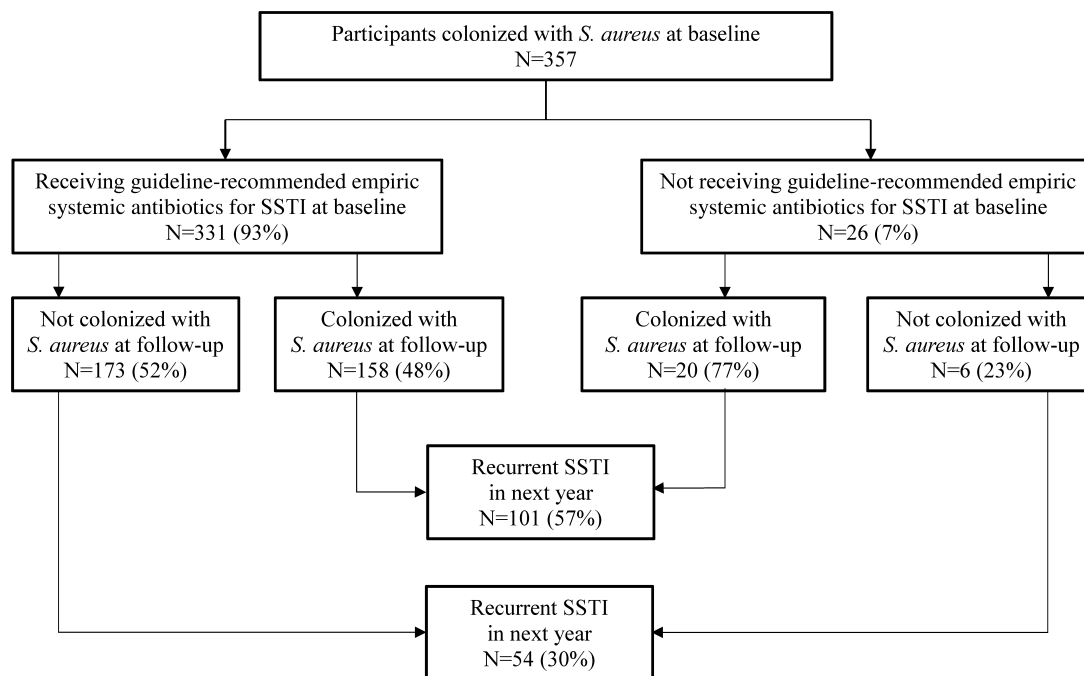 Participants colonized with S. aureus at baseline
N=357
Receiving guideline-recommended empiric
systemic antibiotics for SSTI at baseline
N=331 (93%)
Not receiving guideline-recommended empiric
systemic antibiotics for SSTI at baseline
N=26 (7%)
Not colonized with
S. aureus at follow-up
N=173 (52%)
Colonized with
S. aureus at follow-up
N=158 (48%)
Colonized with
S. aureus at follow-up
N=20 (77%)
Not colonized with
S. aureus at follow-up
N=6 (23%)
Recurrent SSTI
in next year
N=101 (57%)
Recurrent SSTI
in next year
N=54 (30%)